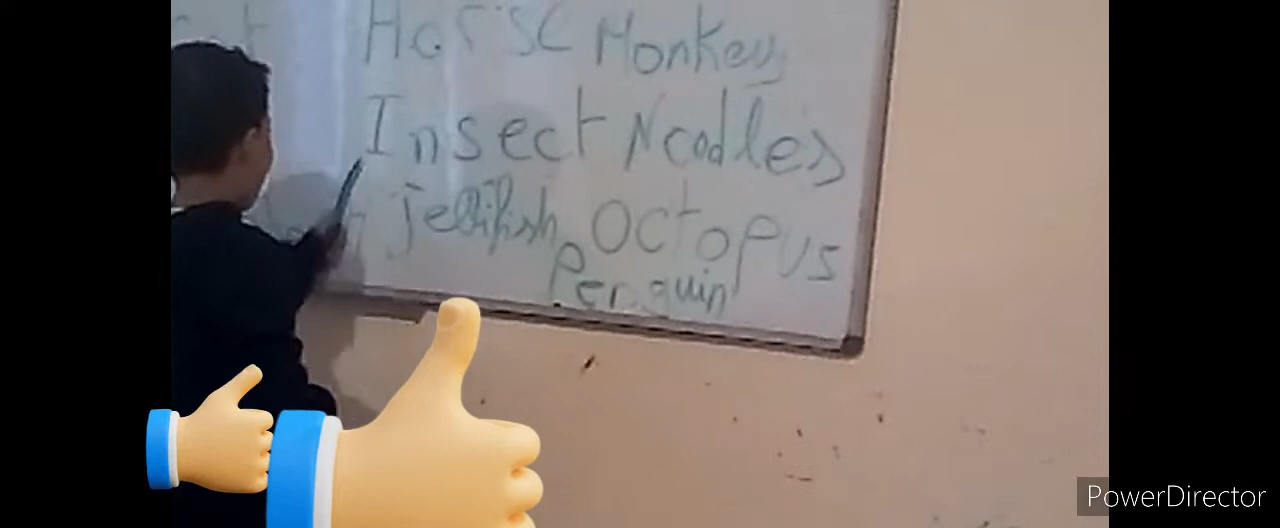 Horse Monkey
Insect Noodles
jellifish Octopus
Penguin
PowerDirector